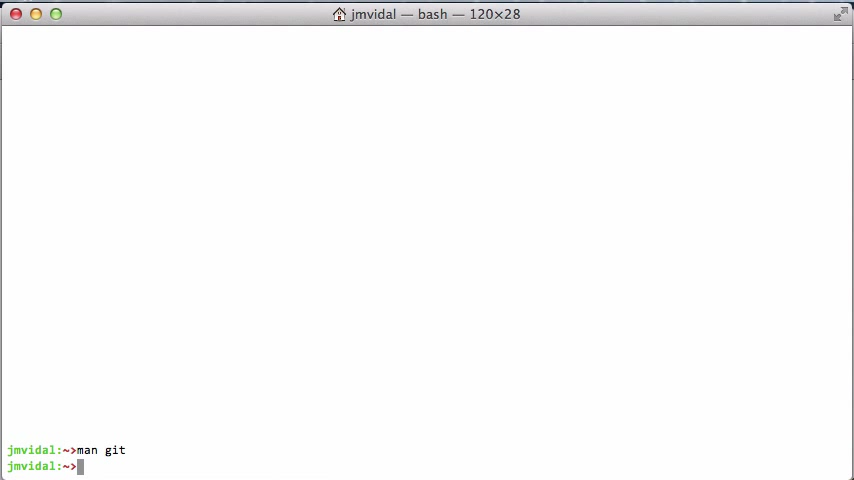 jmvidal — bash — 120×28
jmvidal:~>man git
jmvidal:~>